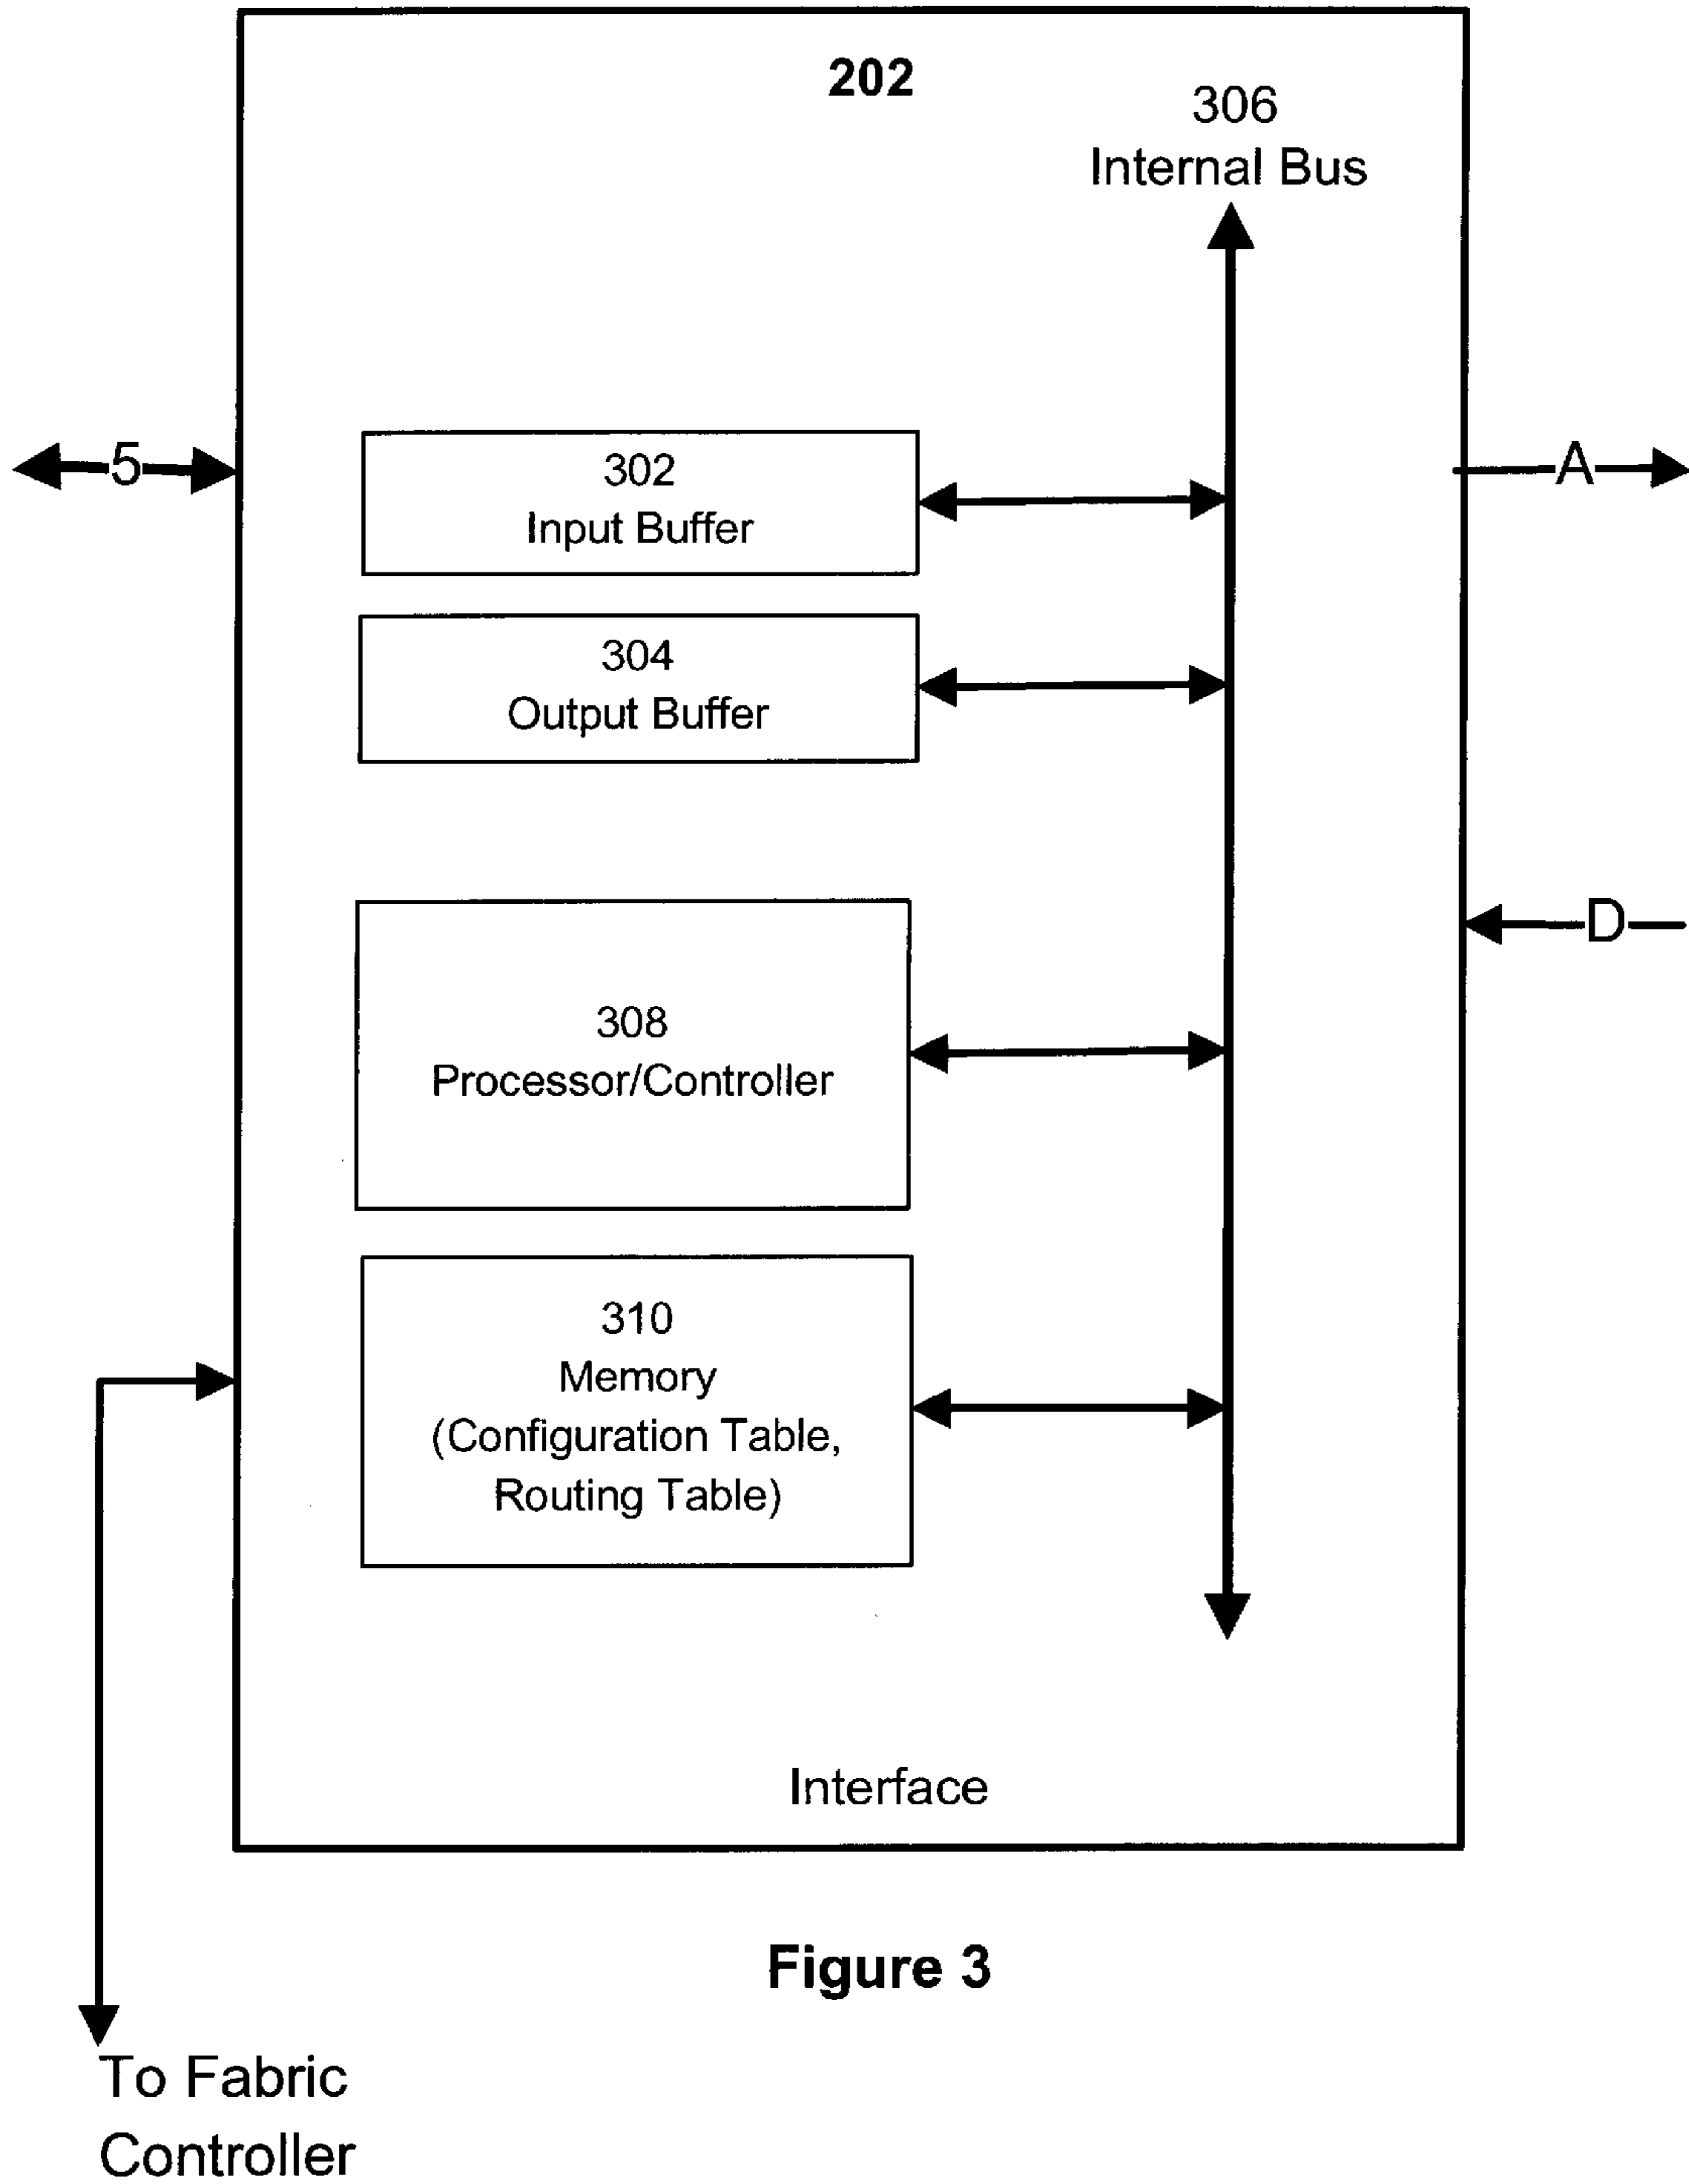 202
306
Internal Bus
5
302
Input Buffer
A
304
Output Buffer
D
308
Processor/Controller
310
Memory
(Configuration Table,
Routing Table)
Interface
Figure 3
To Fabric
Controller